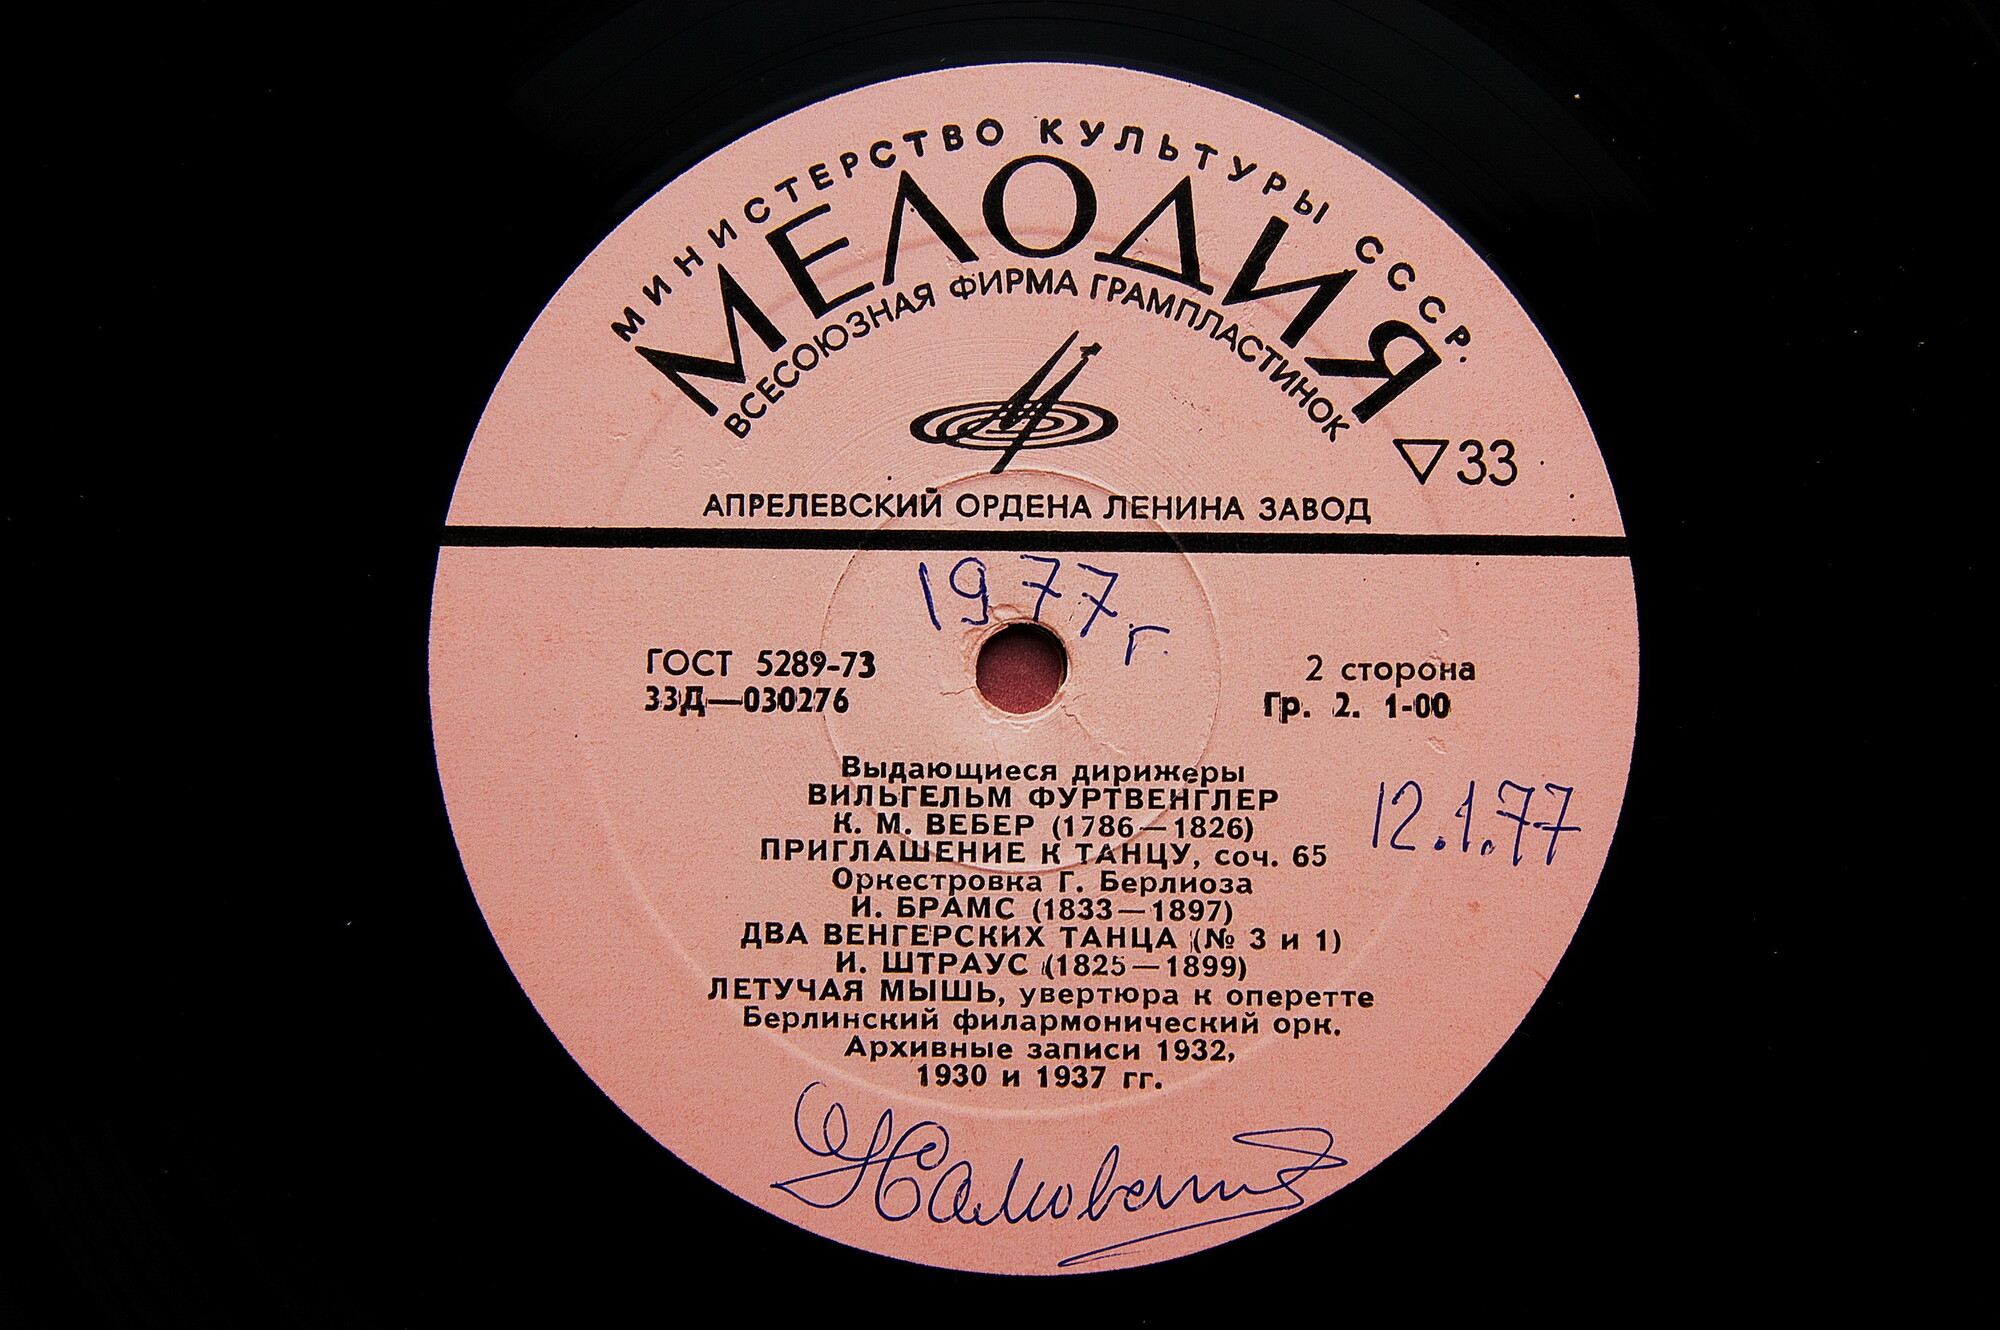 МИНИСТЕРСТВО КУЛЬТУРЫ СССР.
МЕЛОДИЯ
ВСЕСОЮЗНАЯ ФИРМА ГРАМПЛАСТИНОК
▽33
АПРЕЛЕВСКИЙ ОРДЕНА ЛЕНИНА ЗАВОД
1977 г.
ГОСТ 5289-73
33Д—030276
2 сторона
Гр. 2. 1-00
Выдающиеся дирижеры
ВИЛЬГЕЛЬМ ФУРТВЕНГЛЕР
К. М. ВЕБЕР (1786—1826)
ПРИГЛАШЕНИЕ К ТАНЦУ, соч. 65
12.1.77
Оркестровка Г. Берлиоза
И. БРАМС (1833—1897)
ДВА ВЕНГЕРСКИХ ТАНЦА (№ 3 и 1)
И. ШТРАУС (1825—1899)
ЛЕТУЧАЯ МЫШЬ, увертюра к оперетте
Берлинский филармонический орк.
Архивные записи 1932,
1930 и 1937 гг.